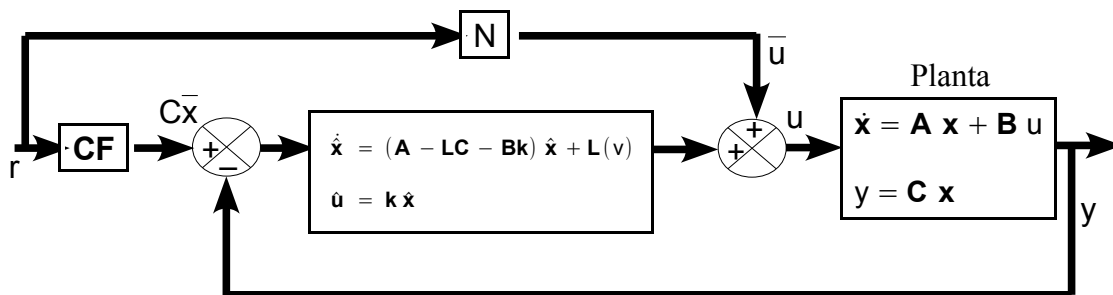 N
u̅
Planta
Cx̅
u
CF
+
−
r
x̂̇ = (A − LC − Bk) x̂ + L(v)
û = k x̂
+
+
ẋ = A x + B u
y = C x
y